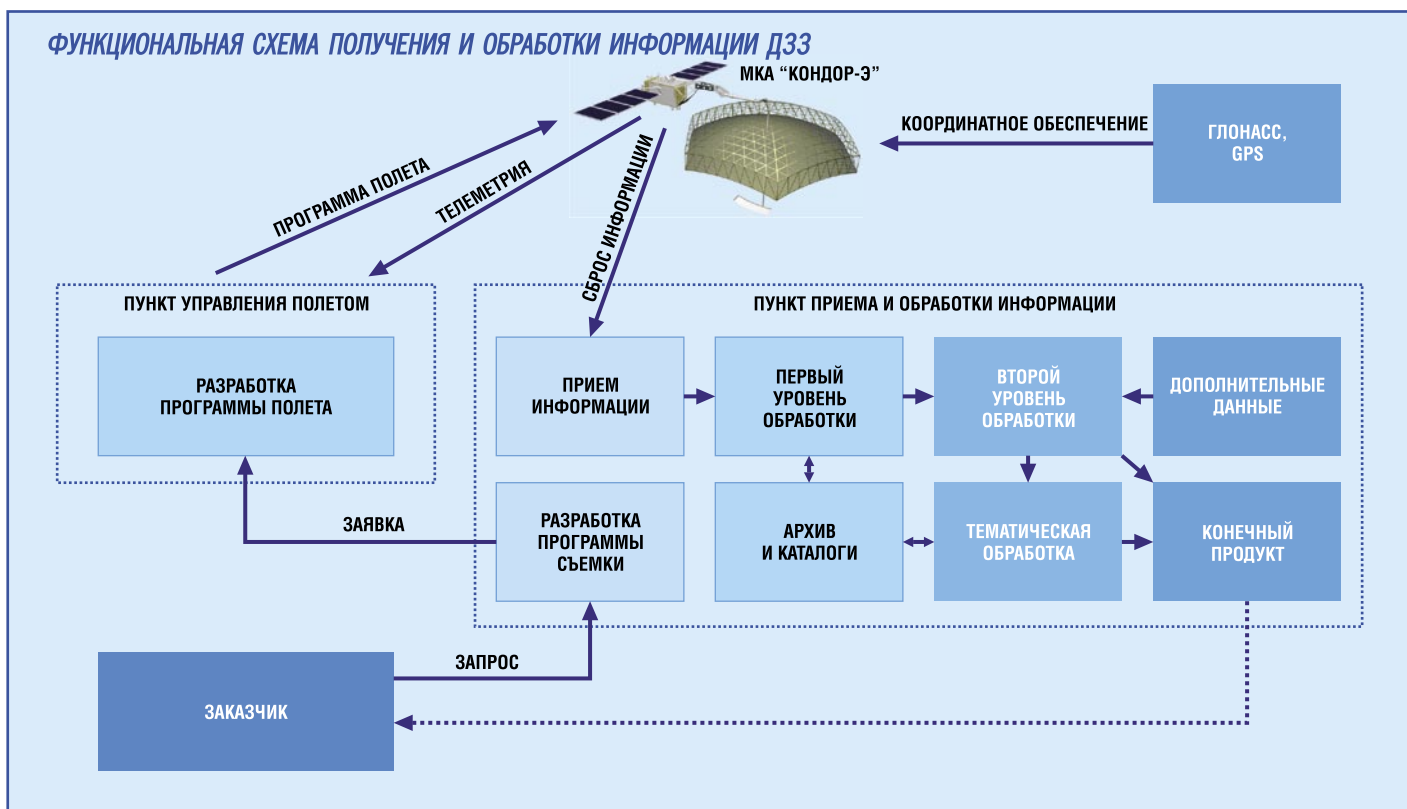 ФУНКЦИОНАЛЬНАЯ СХЕМА ПОЛУЧЕНИЯ И ОБРАБОТКИ ИНФОРМАЦИИ ДЗЗ
МКА "КОНДОР-Э"
КООРДИНАТНОЕ ОБЕСПЕЧЕНИЕ
ГЛОНАСС,
GPS
ПРОГРАММА ПОЛЕТА
ТЕЛЕМЕТРИЯ
СБРОС ИНФОРМАЦИИ
ПУНКТ УПРАВЛЕНИЯ ПОЛЕТОМ
РАЗРАБОТКА
ПРОГРАММЫ ПОЛЕТА
ПУНКТ ПРИЕМА И ОБРАБОТКИ ИНФОРМАЦИИ
ПРИЕМ
ИНФОРМАЦИИ
ПЕРВЫЙ
УРОВЕНЬ
ОБРАБОТКИ
ВТОРОЙ
УРОВЕНЬ
ОБРАБОТКИ
ДОПОЛНИТЕЛЬНЫЕ
ДАННЫЕ
ЗАЯВКА
РАЗРАБОТКА
ПРОГРАММЫ
СЪЕМКИ
АРХИВ
И КАТАЛОГИ
ТЕМАТИЧЕСКАЯ
ОБРАБОТКА
КОНЕЧНЫЙ
ПРОДУКТ
ЗАПРОС
ЗАКАЗЧИК